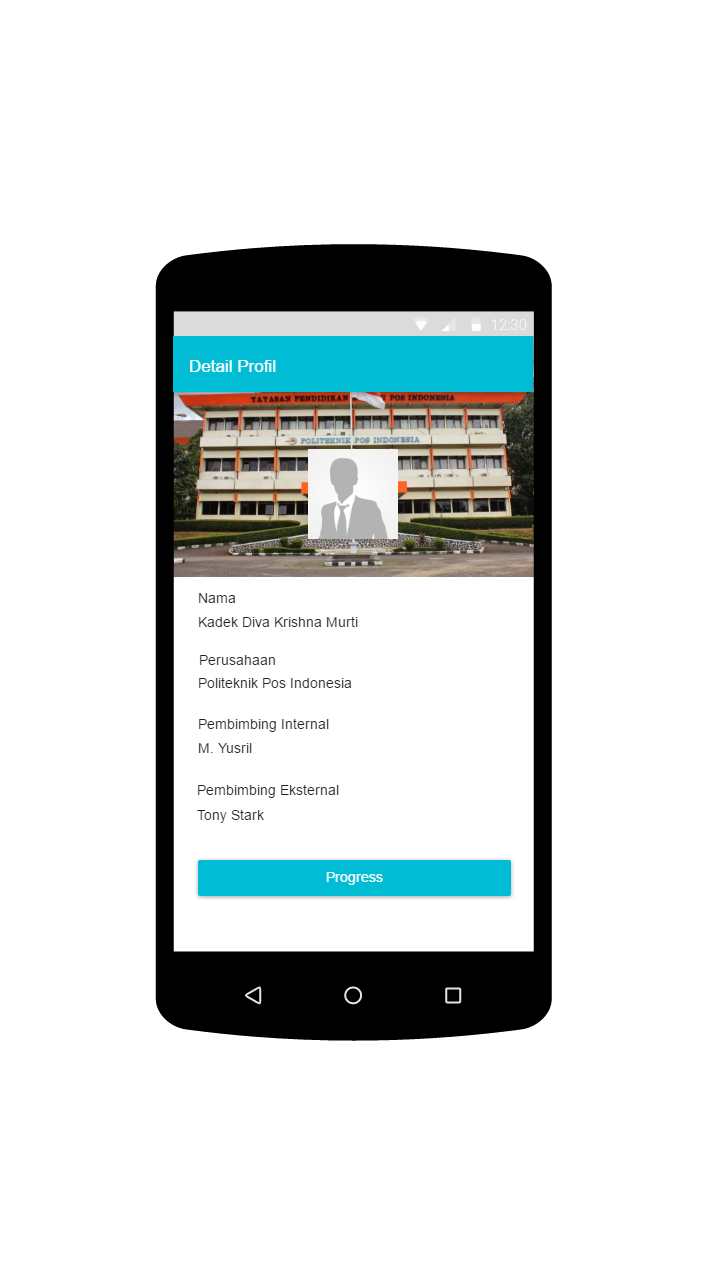 12:30
Detail Profil
YAYASAN PENDIDIKAN POS INDONESIA
POLITEKNIK POS INDONESIA
Nama
Kadek Diva Krishna Murti
Perusahaan
Politeknik Pos Indonesia
Pembimbing Internal
M. Yusril
Pembimbing Eksternal
Tony Stark
Progress